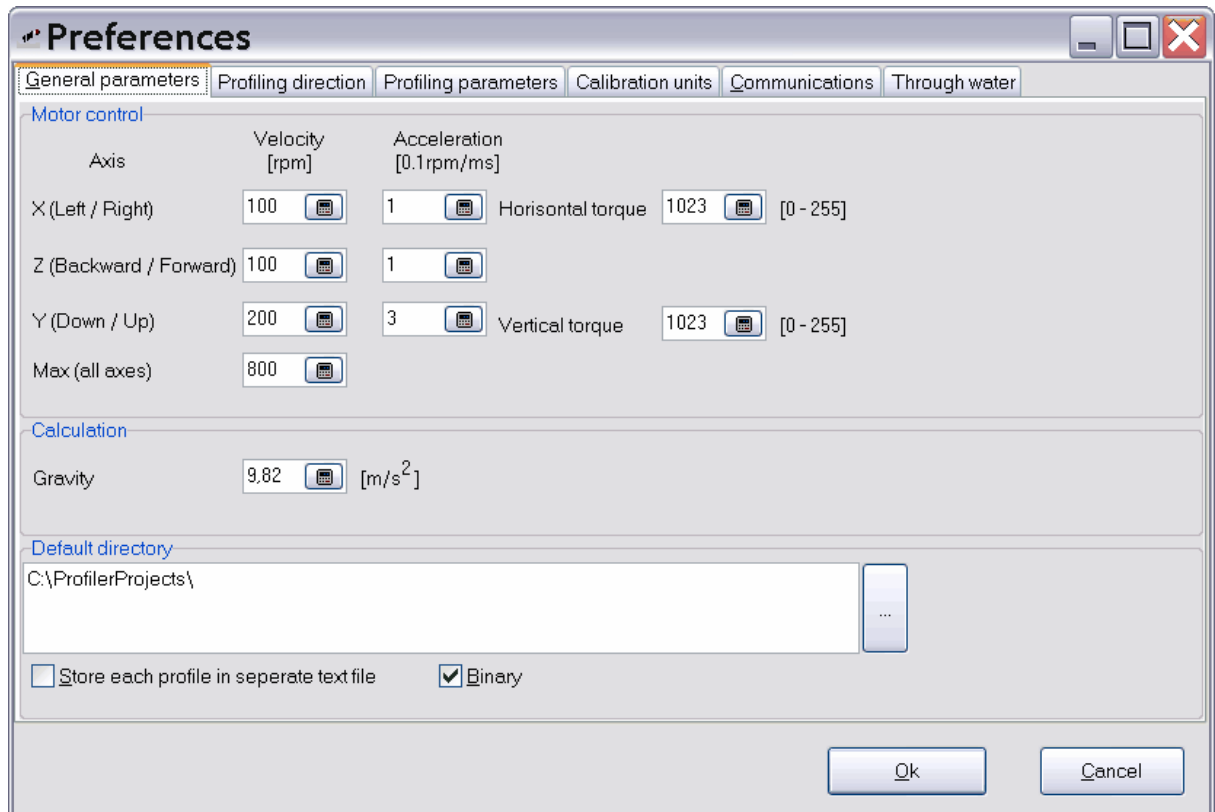 Preferences
General parameters Profiling direction Profiling parameters Calibration units Communications Through water
Motor control
Axis Velocity [rpm] Acceleration [0.1rpm/ms]
X (Left / Right) 100 1 Horisontal torque 1023 [0 - 255]
Z (Backward / Forward) 100 1
Y (Down / Up) 200 3 Vertical torque 1023 [0 - 255]
Max (all axes) 800
Calculation
Gravity 9,82 [m/s²]
Default directory
C:\ProfilerProjects\
...
Store each profile in seperate text file Binary
Ok Cancel